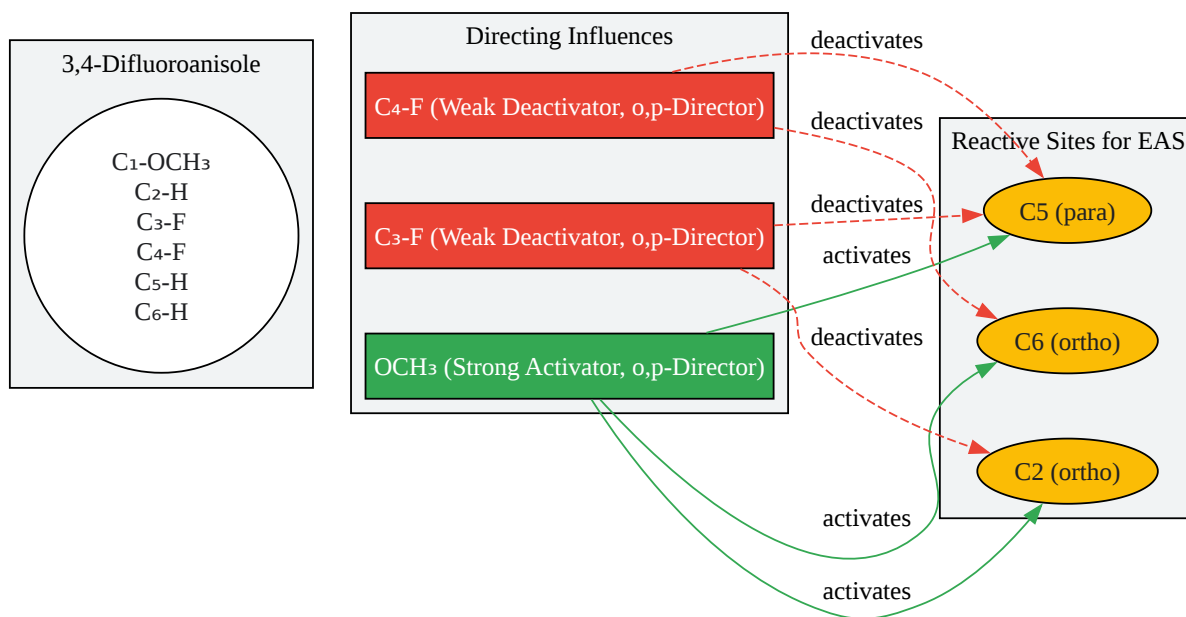 3,4-Difluoroanisole
C₁-OCH₃
C₂-H
C₃-F
C₄-F
C₅-H
C₆-H
Directing Influences
C₄-F (Weak Deactivator, o,p-Director)
C₃-F (Weak Deactivator, o,p-Director)
OCH₃ (Strong Activator, o,p-Director)
deactivates
deactivates
deactivates
activates
deactivates
activates
activates
Reactive Sites for EAS
C5 (para)
C6 (ortho)
C2 (ortho)